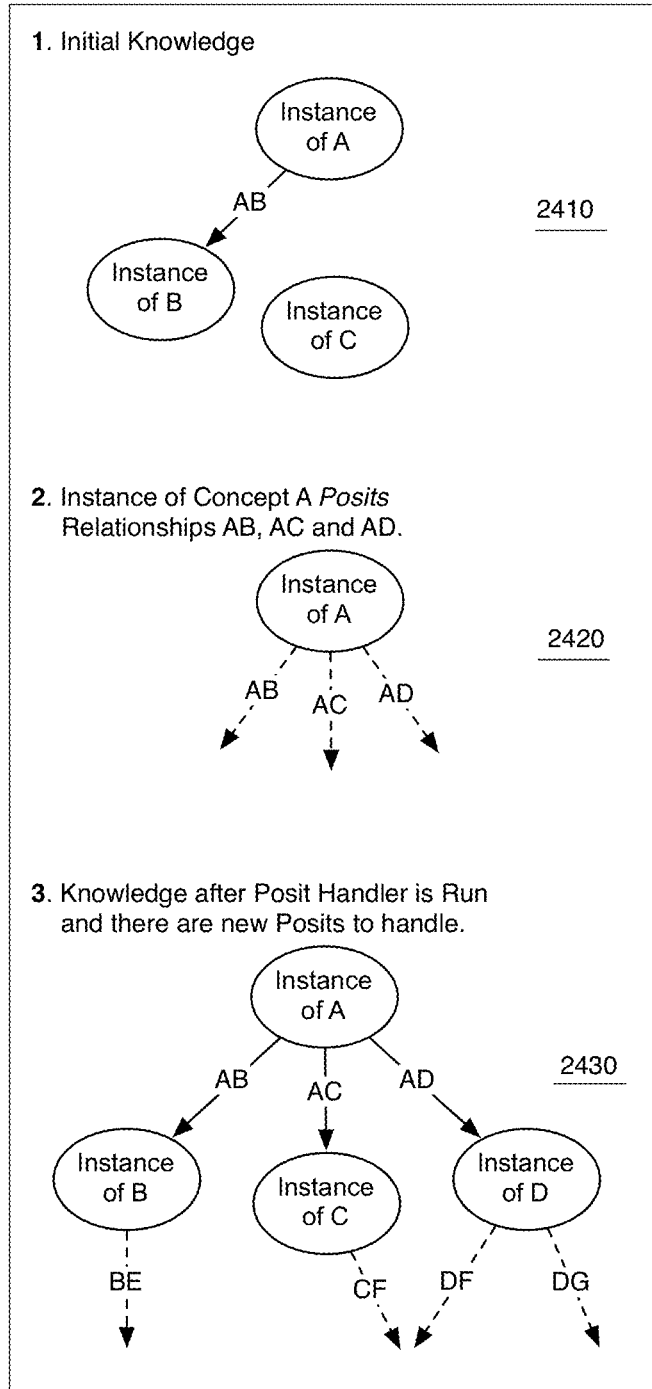 1. Initial Knowledge
Instance
of A
AB
2410
Instance
of B
Instance
of C
2. Instance of Concept A Posits
Relationships AB, AC and AD.
Instance
of A
2420
AB
AC
AD
3. Knowledge after Posit Handler is Run
and there are new Posits to handle.
Instance
of A
2430
AB
AC
AD
Instance
of B
Instance
of C
Instance
of D
BE
CF
DF
DG